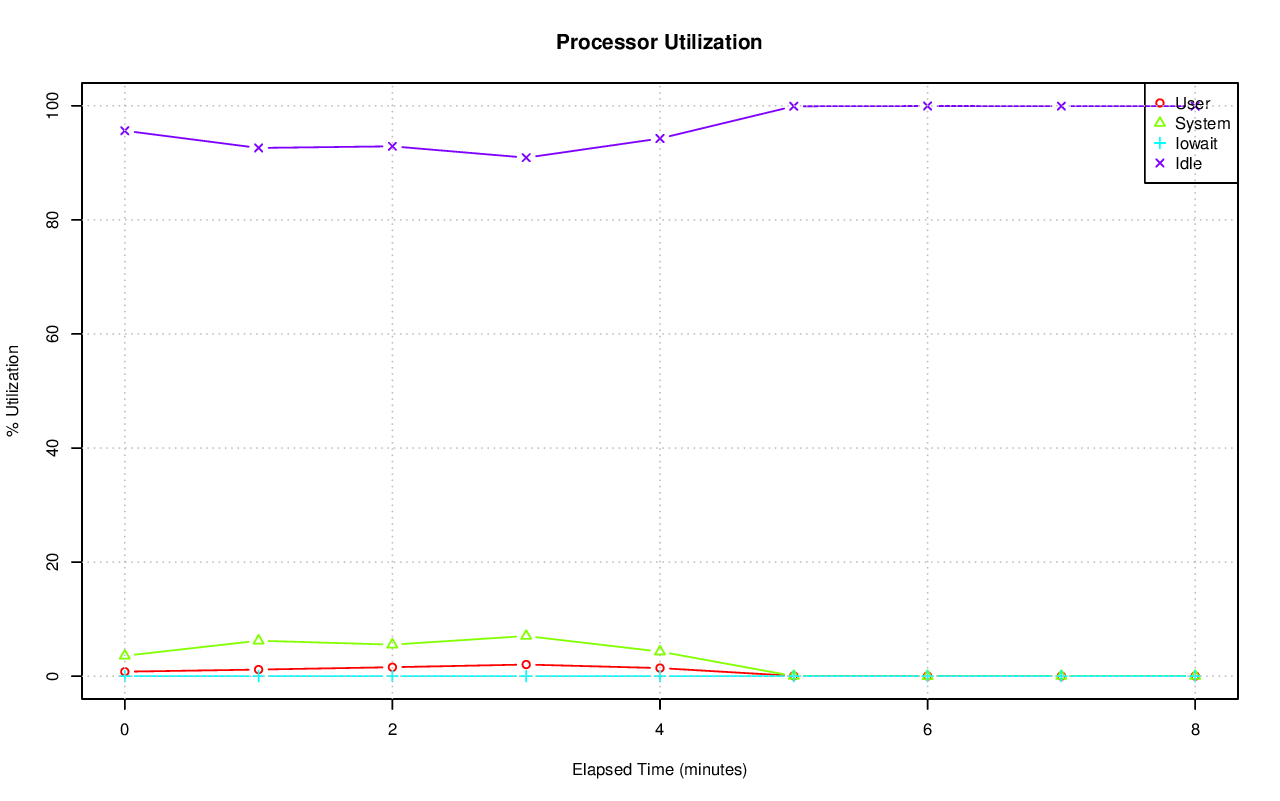 Processor Utilization
100
80
60
40
20
0
% Utilization
User
System
Iowait
Idle
0 2 4 6 8
Elapsed Time (minutes)